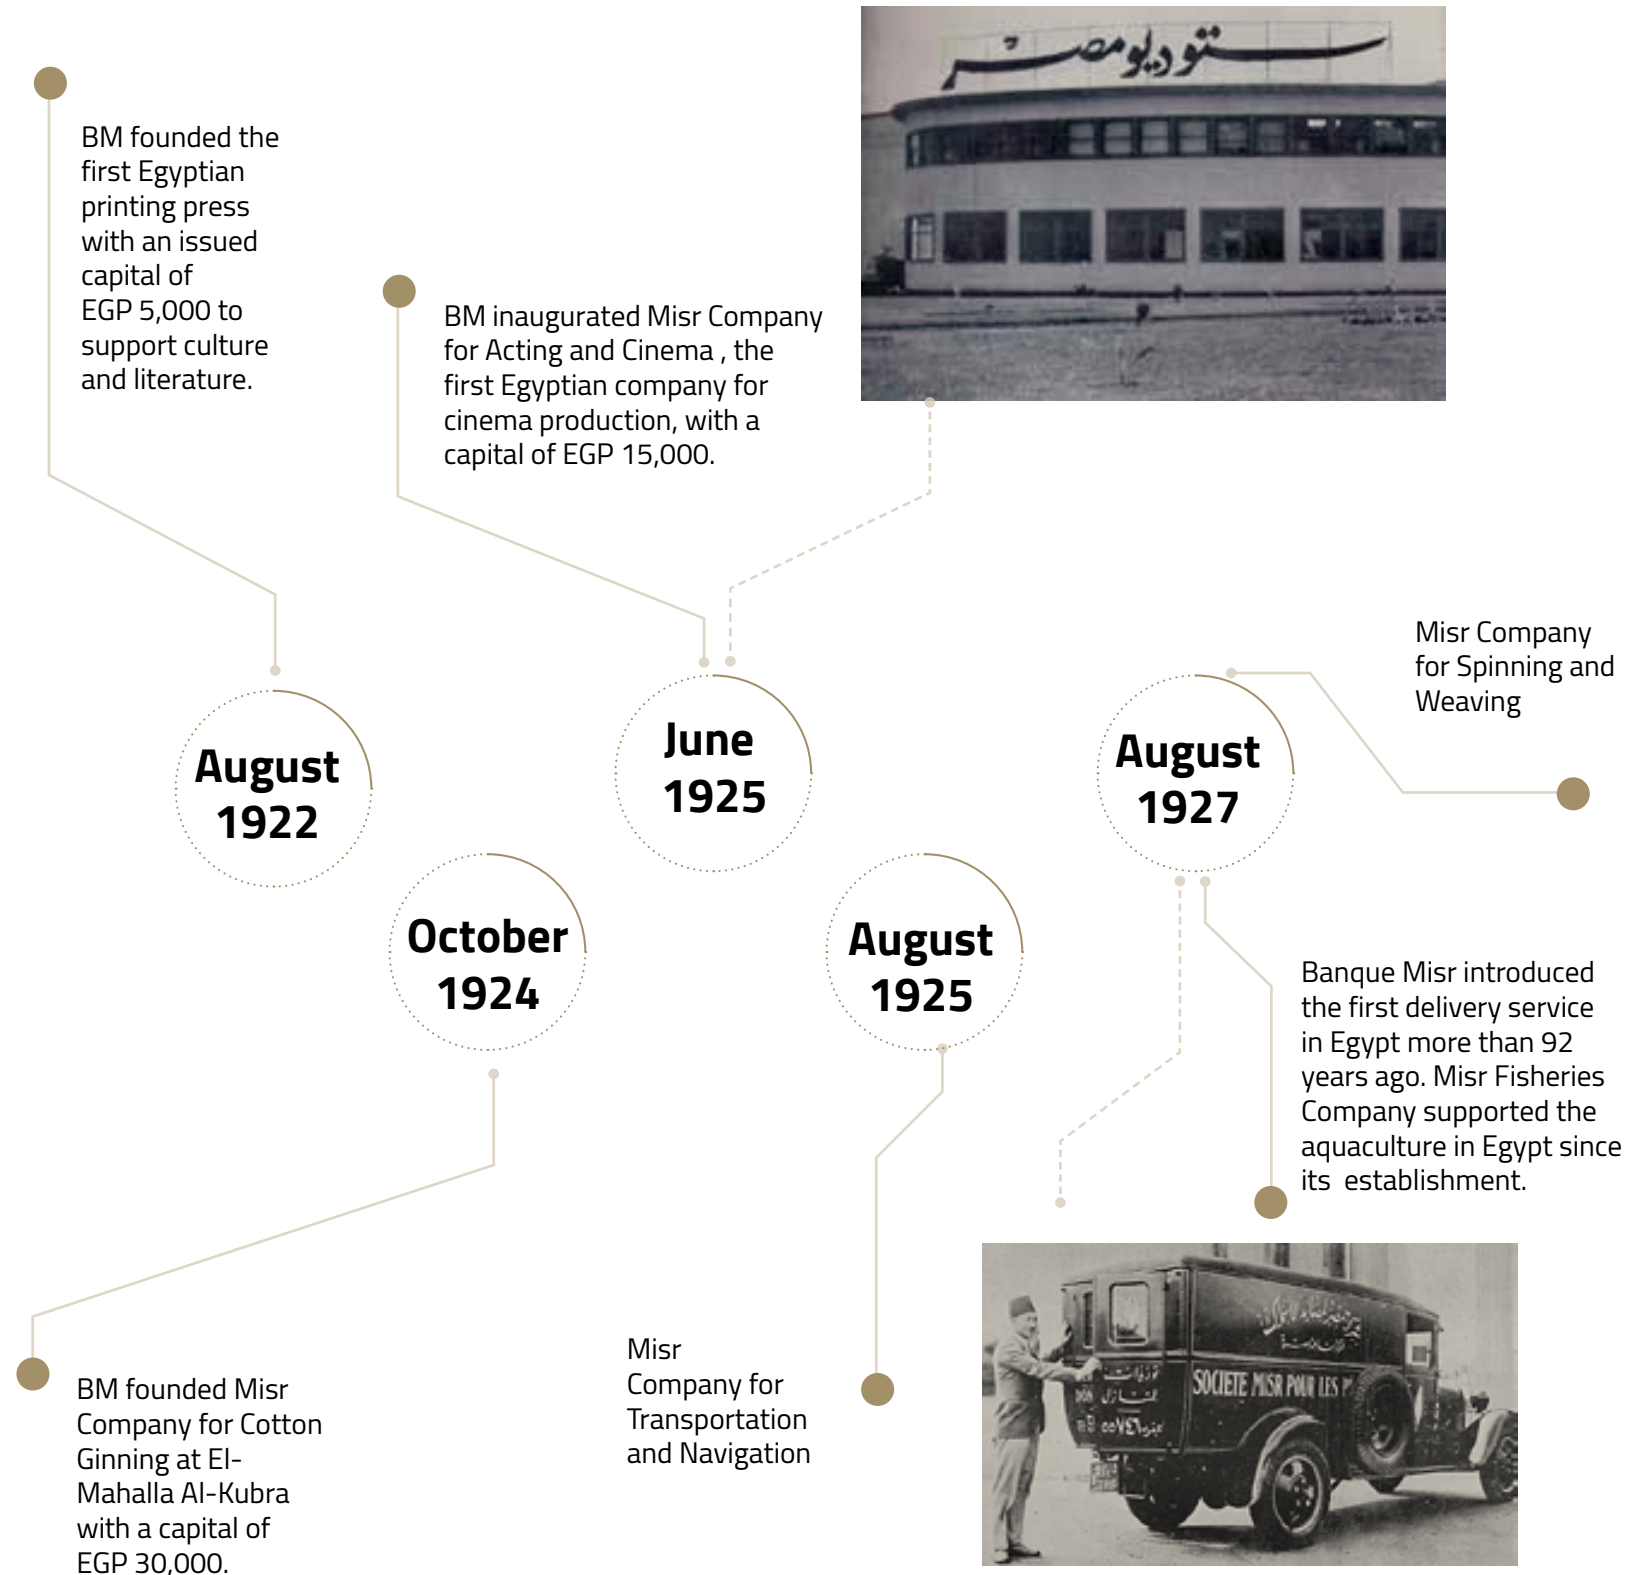 ستوديو مصر
BM founded the
first Egyptian
printing press
with an issued
capital of
EGP 5,000 to
support culture
and literature.
BM inaugurated Misr Company
for Acting and Cinema , the
first Egyptian company for
cinema production, with a
capital of EGP 15,000.
Misr Company
for Spinning and
Weaving
August
1922
October
1924
June
1925
August
1925
August
1927
Banque Misr introduced
the first delivery service
in Egypt more than 92
years ago. Misr Fisheries
Company supported the
aquaculture in Egypt since
its establishment.
BM founded Misr
Company for Cotton
Ginning at El-
Mahalla Al-Kubra
with a capital of
EGP 30,000.
Misr
Company for
Transportation
and Navigation
SOCIETE MISR POUR LES